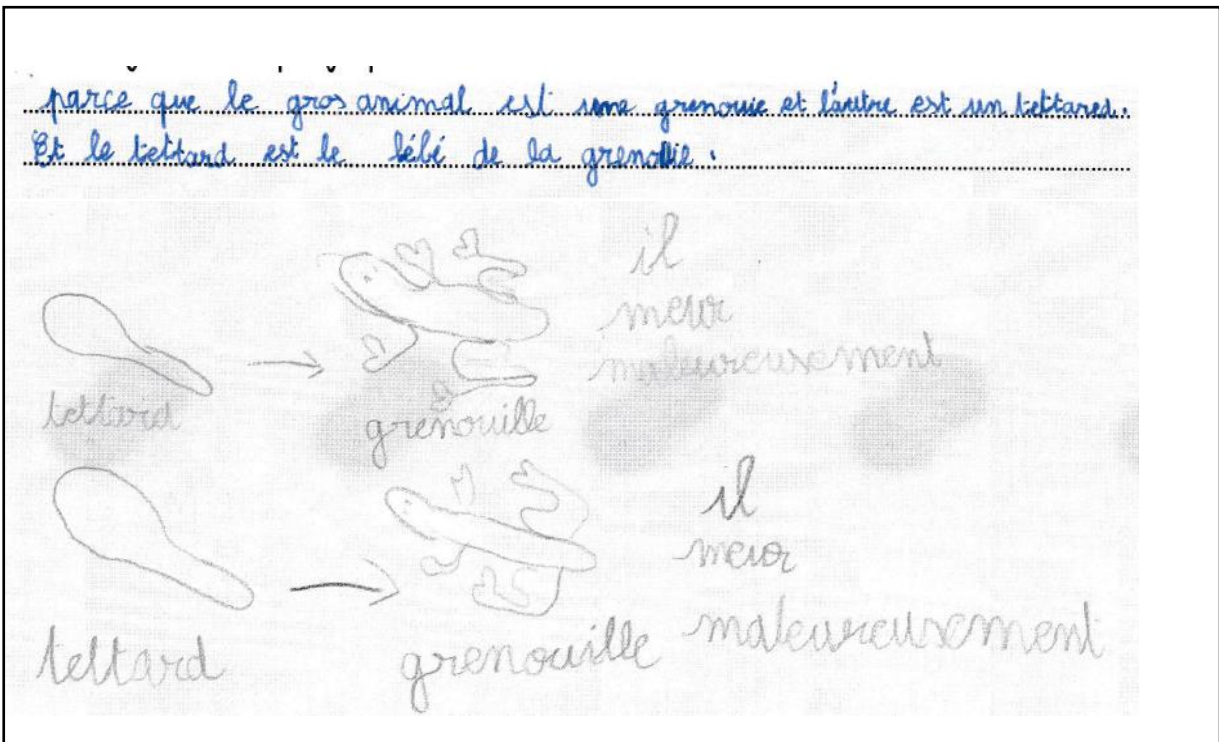 parce que le gros animal est une grenouie et l'autre est un tettared.
Et le tettard est le bébé de la grenollie.
il
meur
maleureusement
tettard
grenouille
il
meur
maleureusement
tettard
grenouille